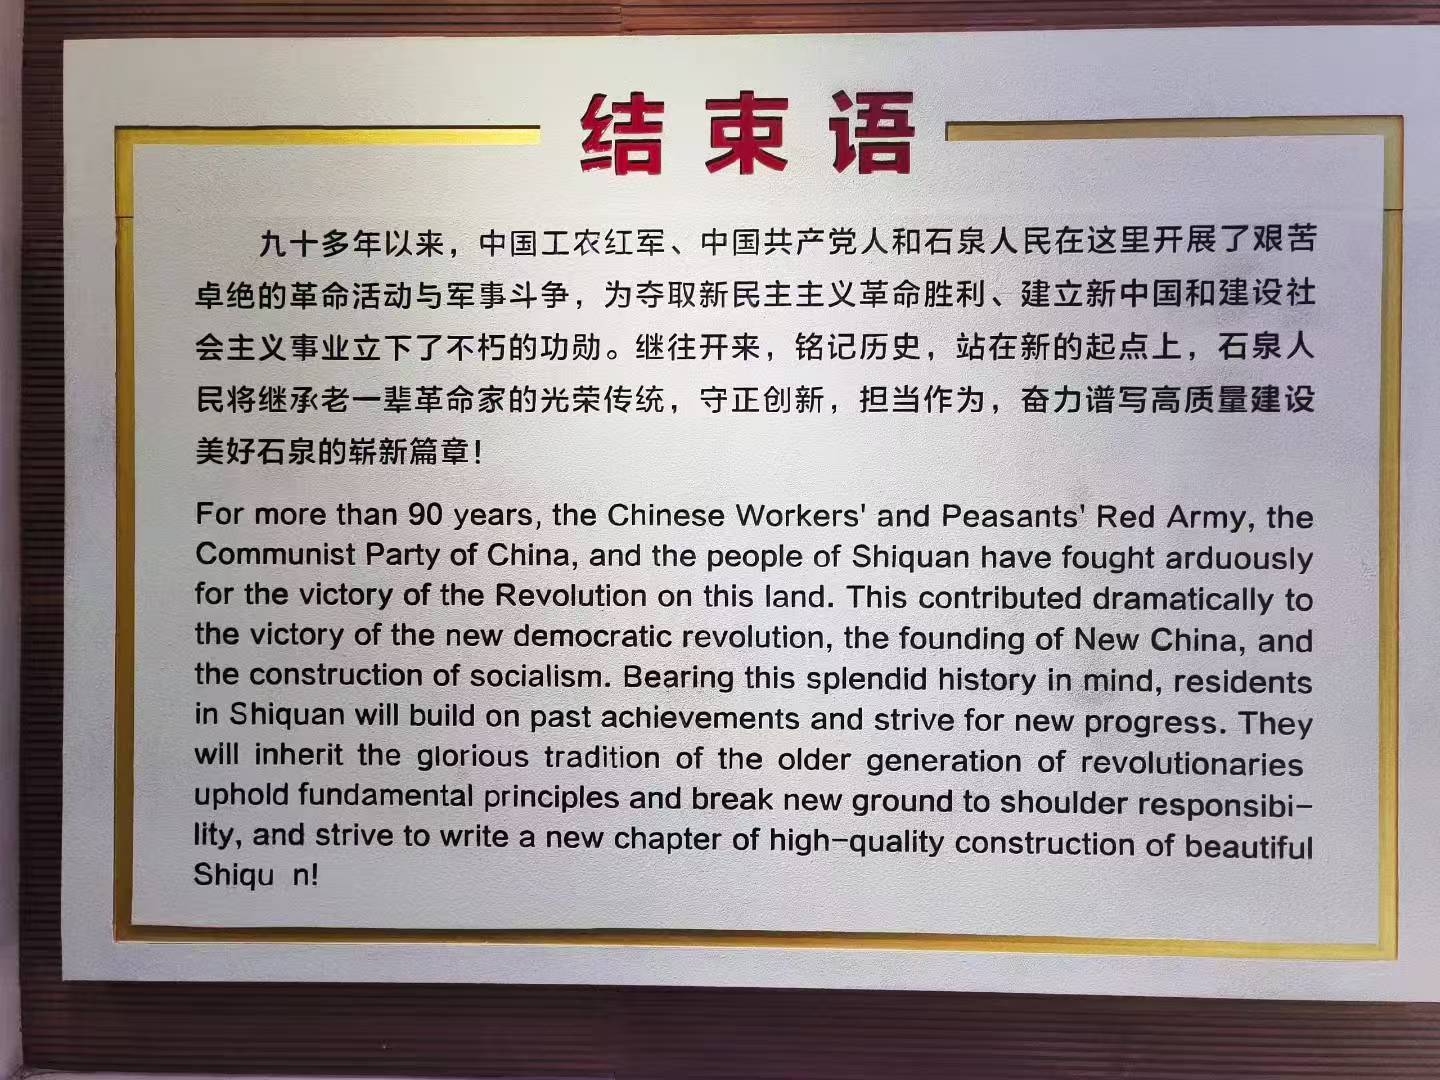 结束语
九十多年以来，中国工农红军、中国共产党人和石泉人民在这里开展了艰苦
卓绝的革命活动与军事斗争，为夺取新民主主义革命胜利、建立新中国和建设社
会主义事业立下了不朽的功勋。继往开来，铭记历史，站在新的起点上，石泉人
民将继承老一辈革命家的光荣传统，守正创新，担当作为，奋力谱写高质量建设
美好石泉的崭新篇章！
For more than 90 years, the Chinese Workers' and Peasants' Red Army, the
Communist Party of China, and the people of Shiquan have fought arduously
for the victory of the Revolution on this land. This contributed dramatically to
the victory of the new democratic revolution, the founding of New China, and
the construction of socialism. Bearing this splendid history in mind, residents
in Shiquan will build on past achievements and strive for new progress. They
will inherit the glorious tradition of the older generation of revolutionaries
uphold fundamental principles and break new ground to shoulder responsibi-
lity, and strive to write a new chapter of high-quality construction of beautiful
Shiqu n!